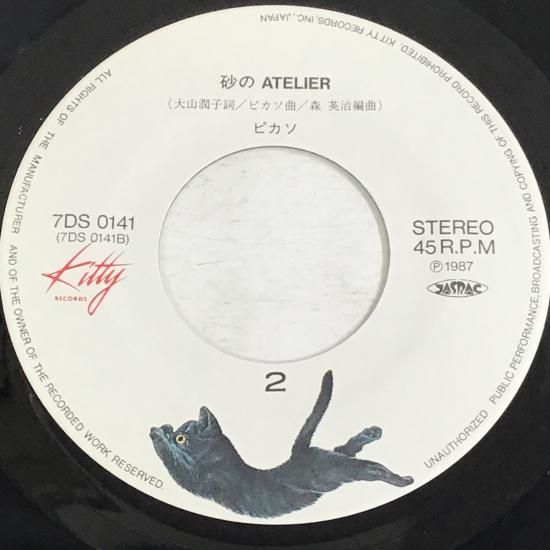 砂の ATELIER
(大山潤子詞／ピカソ曲／森 英治編曲)
ピカソ
7DS 0141
(7DS 0141B)
Kitty
RECORDS
STEREO
45 R.P.M
Ⓟ1987
JASRAC
2
ALL RIGHTS OF THE MANUFACTURER AND OF THE OWNER OF THE RECORDED WORK RESERVED.
UNAUTHORIZED PUBLIC PERFORMANCE, BROADCASTING AND COPYING OF THIS RECORD PROHIBITED. KITTY RECORDS, INC., JAPAN